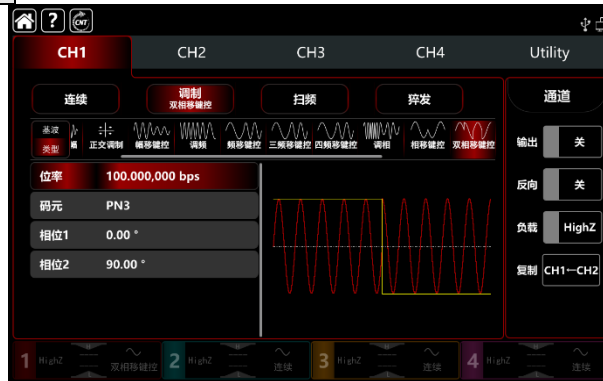 ? CNT
CH1 CH2 CH3 CH4 Utility
连续 调制 扫频 猝发 通道
双相移键控
基波
类型 正交调制 幅移键控 调频 频移键控 三频移键控 四频移键控 调相 相移键控 双相移键控
输出 关
位率 100.000,000 bps
反向 关
码元 PN3
负载 HighZ
相位1 0.00 °
相位2 90.00 °
复制 CH1←CH2
1 HighZ 双相移键控 2 HighZ 连续 3 HighZ 连续 4 HighZ 连续